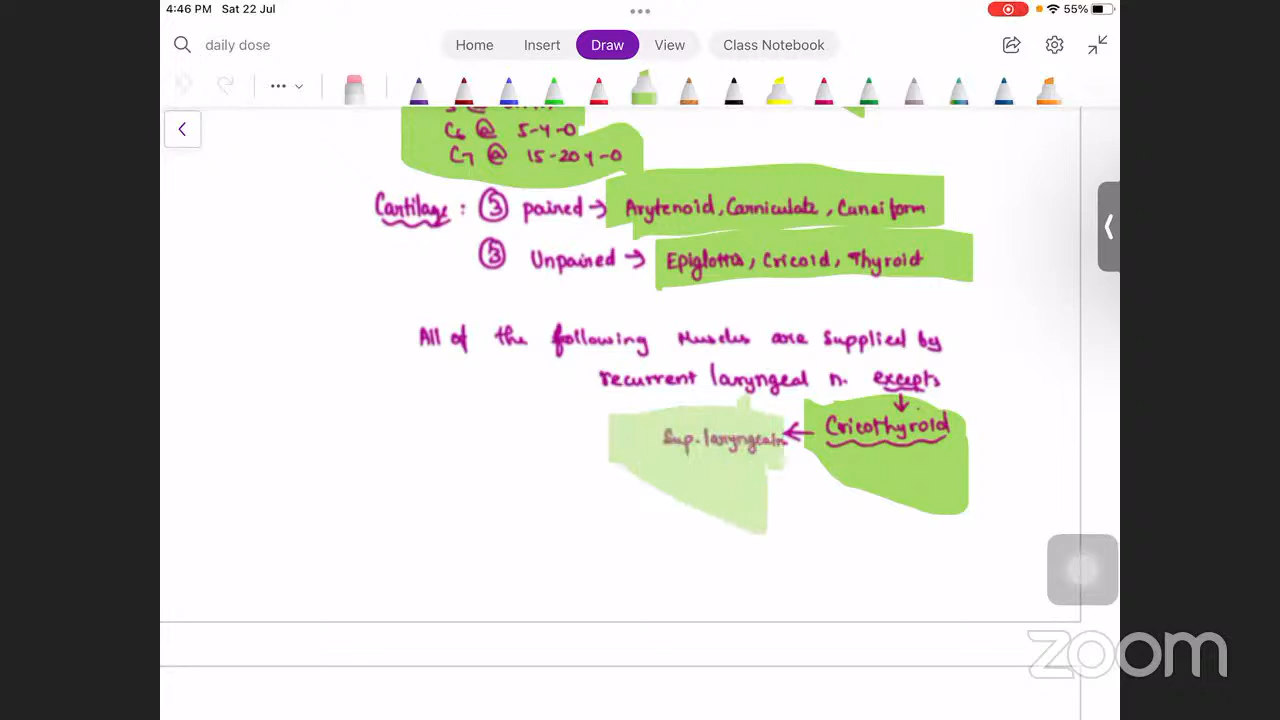 4:46 PM Sat 22 Jul
55%
daily dose
Home Insert Draw View Class Notebook
C6 @ 5-y-0
C7 @ 15-20 y-0
Cartilage : ③ paired → Arytenoid, Corniculate, Cuneiform
③ Unpaired → Epiglottis, Cricoid, Thyroid
All of the following Muscles are supplied by
recurrent laryngeal n. excepts
↓
Sup. laryngeal n ← Cricothyroid
zoom